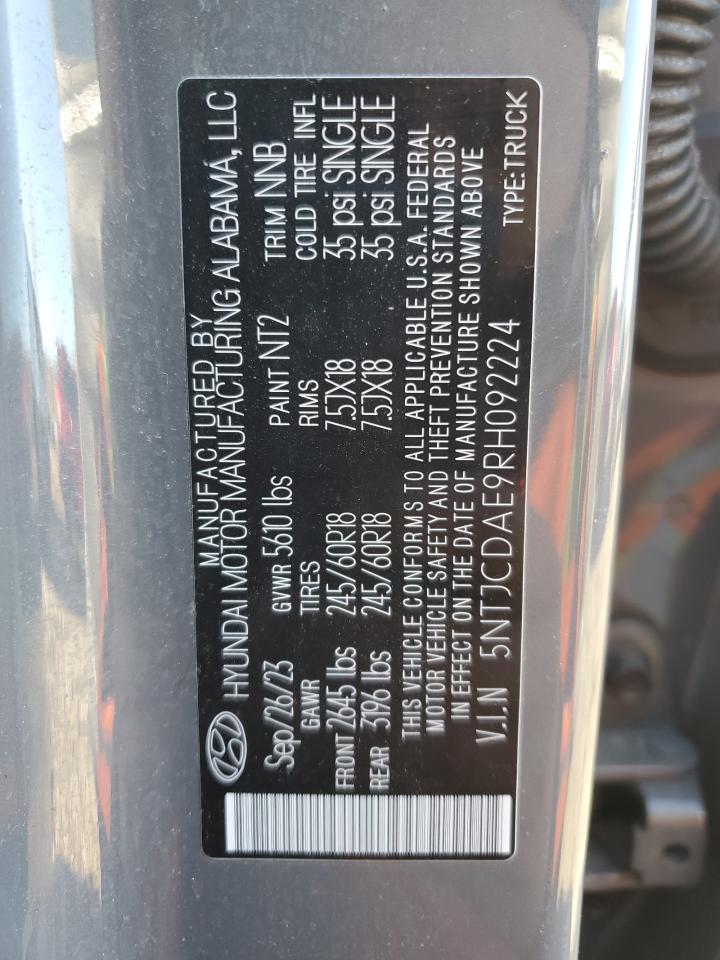 MANUFACTURED BY
HYUNDAI MOTOR MANUFACTURING ALABAMA, LLC
Sep/26/23 GVWR 5610 lbs PAINT NT2 TRIM NNB
GAWR TIRES RIMS COLD TIRE INFL
FRONT 2645 lbs 245/60R18 7.5JX18 35 psi SINGLE
REAR 3196 lbs 245/60R18 7.5JX18 35 psi SINGLE
THIS VEHICLE CONFORMS TO ALL APPLICABLE U.S.A. FEDERAL
MOTOR VEHICLE SAFETY AND THEFT PREVENTION STANDARDS
IN EFFECT ON THE DATE OF MANUFACTURE SHOWN ABOVE
V.I.N 5NTJCDAE9RH092224 TYPE:TRUCK